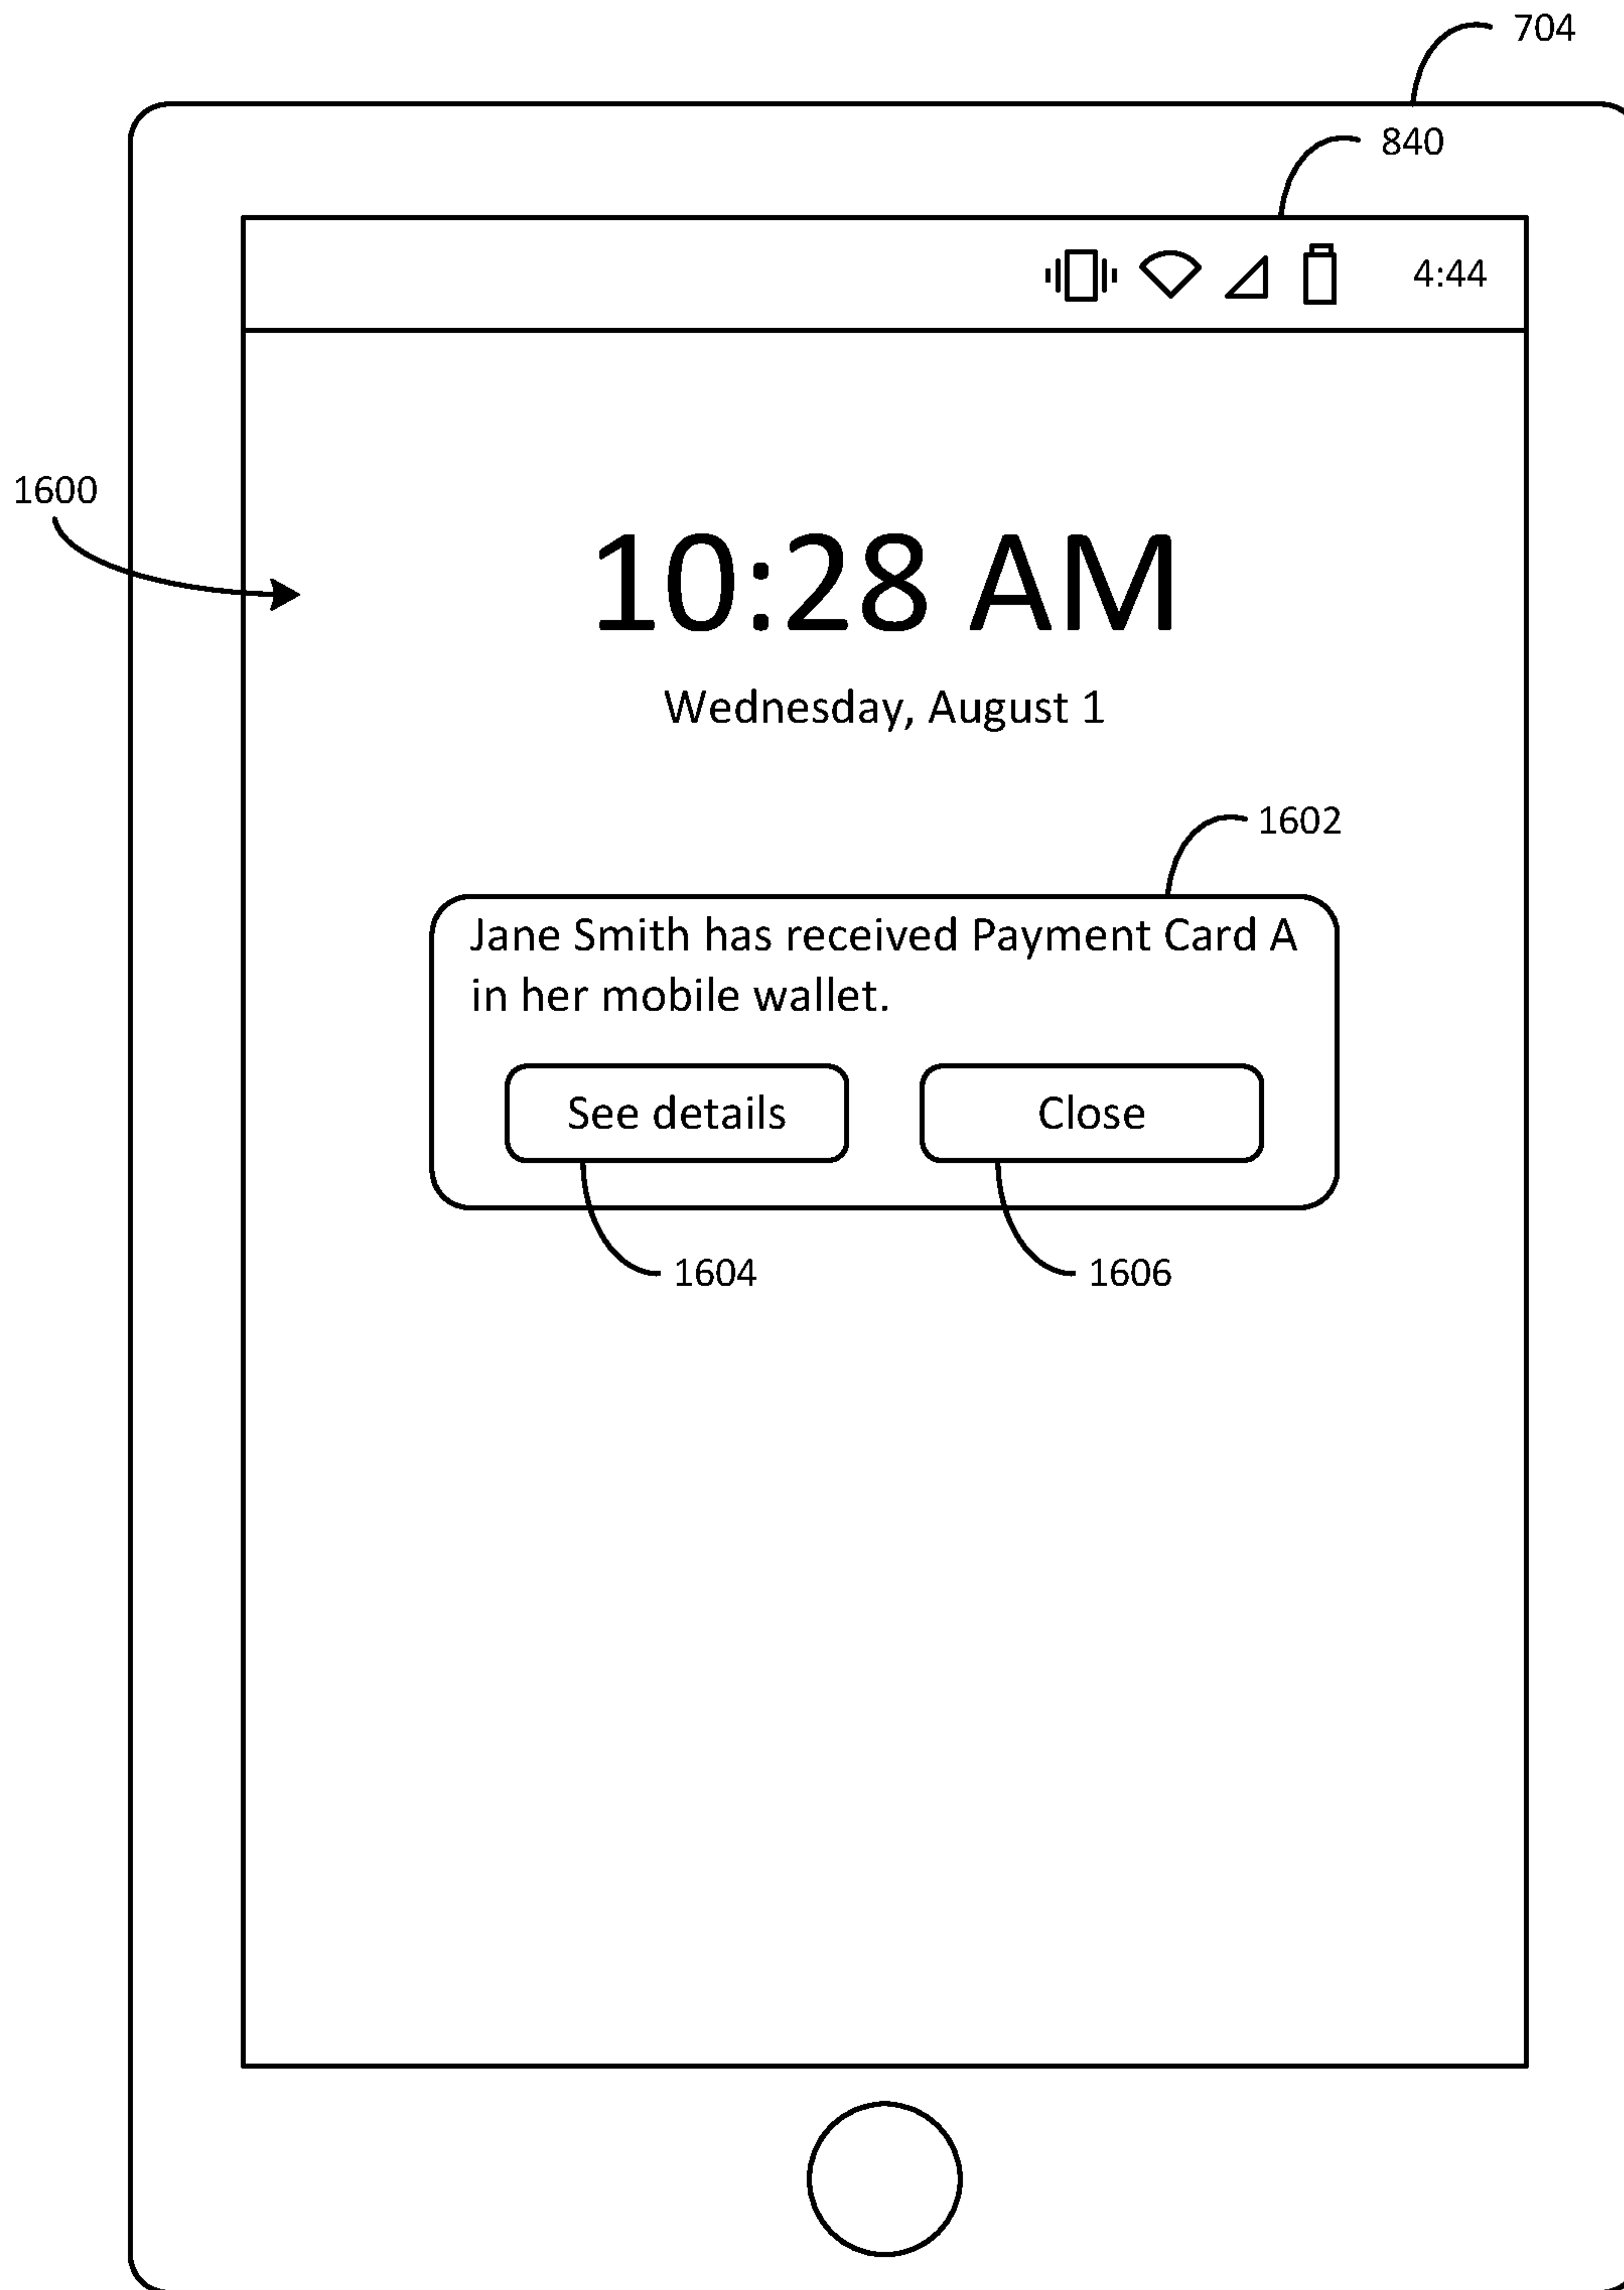 704
840
4:44
1600
10:28 AM
Wednesday, August 1
1602
Jane Smith has received Payment Card A
in her mobile wallet.
See details
Close
1604
1606